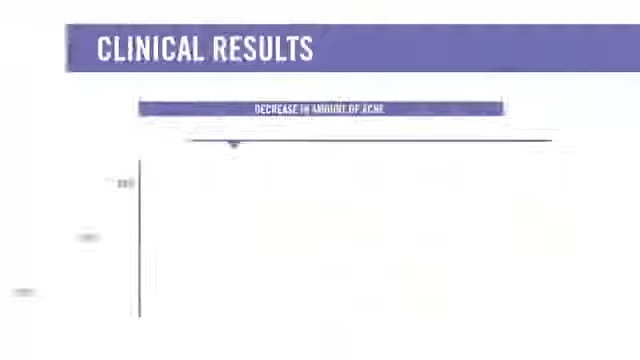 CLINICAL RESULTS
DECREASE IN AMOUNT OF ACNE